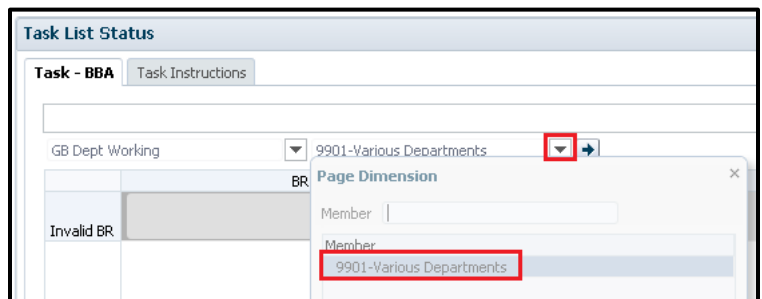 Task List Status
Task - BBA Task Instructions
GB Dept Working 9901-Various Departments
BR Page Dimension
Member
Invalid BR
Member
9901-Various Departments